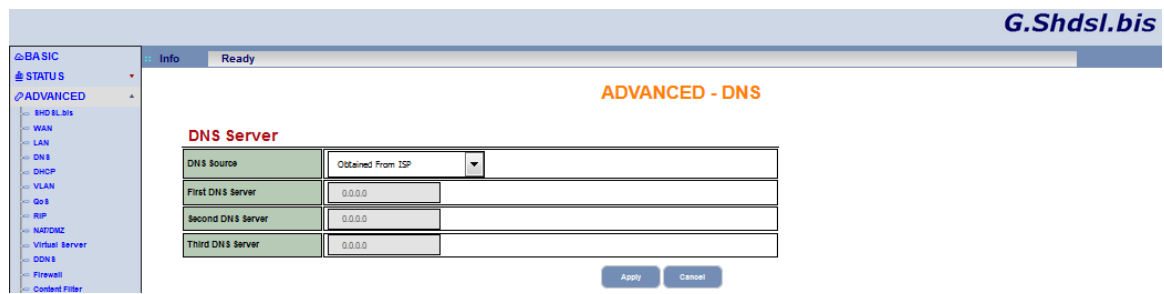 G.Shdsl.bis
BASIC
STATUS
ADVANCED
SHDSL.bis
WAN
LAN
DNS
DHCP
VLAN
QoS
RIP
NAT/DMZ
Virtual Server
DDNS
Firewall
Content Filter
Info Ready
ADVANCED - DNS
DNS Server
DNS Source Obtained From ISP
First DNS Server 0.0.0.0
Second DNS Server 0.0.0.0
Third DNS Server 0.0.0.0
Apply Cancel